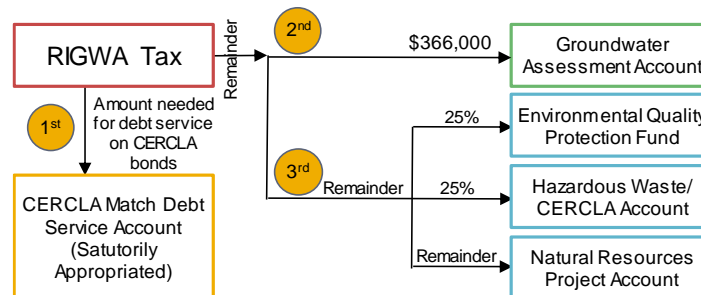 RIGWA Tax
Remainder
2nd
$366,000
Groundwater
Assessment Account
1st
Amount needed
for debt service
on CERCLA
bonds
CERCLA Match Debt
Service Account
(Satutorily
Appropriated)
3rd
Remainder
25%
Environmental Quality
Protection Fund
25%
Hazardous Waste/
CERCLA Account
Remainder
Natural Resources
Project Account